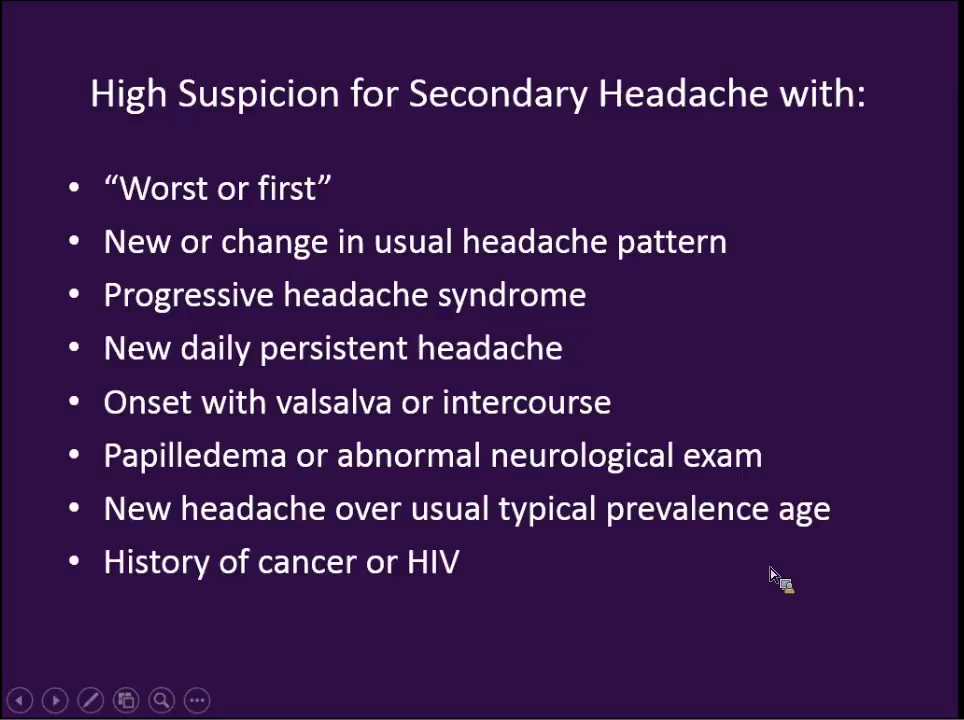 High Suspicion for Secondary Headache with:
• “Worst or first”
• New or change in usual headache pattern
• Progressive headache syndrome
• New daily persistent headache
• Onset with valsalva or intercourse
• Papilledema or abnormal neurological exam
• New headache over usual typical prevalence age
• History of cancer or HIV